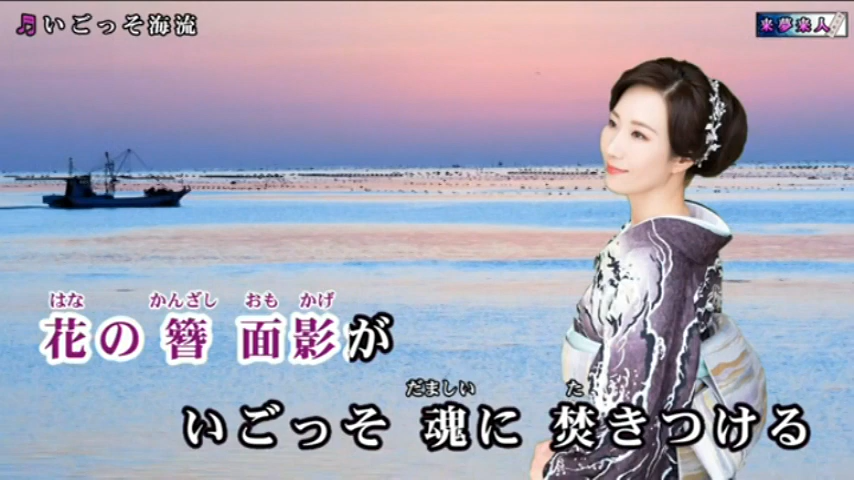 ♬いごっそ海流
来夢来人
はな かんざし おも かげ
花の 簪 面影が
だましい た
いごっそ 魂に 焚きつける